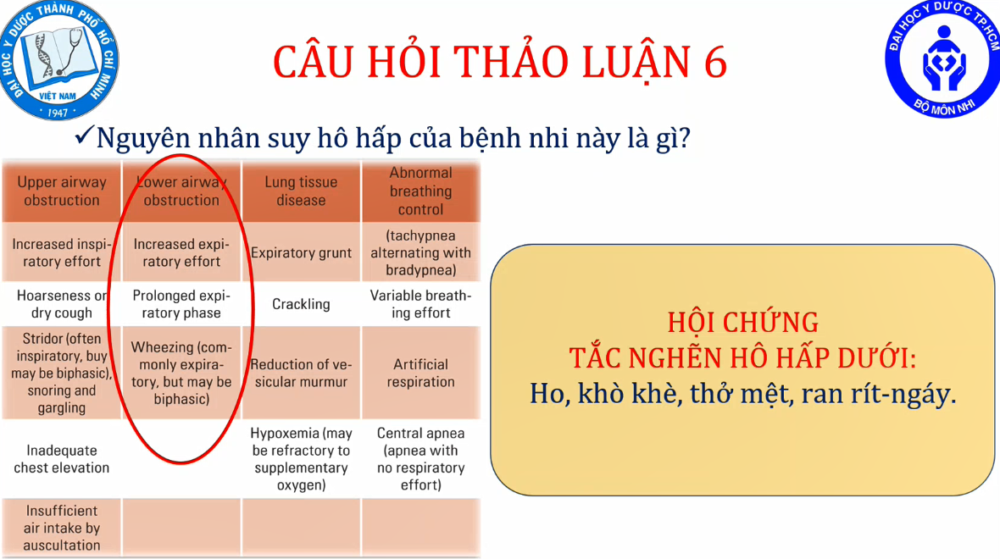 ĐẠI HỌC Y DƯỢC THÀNH PHỐ HỒ CHÍ MINH
VIỆT NAM
1947
ĐẠI HỌC Y DƯỢC TP.HCM
BỘ MÔN NHI
CÂU HỎI THẢO LUẬN 6
✓Nguyên nhân suy hô hấp của bệnh nhi này là gì?
Upper airway
obstruction
Lower airway
obstruction
Lung tissue
disease
Abnormal
breathing
control
Increased inspi-
ratory effort
Increased expi-
ratory effort
Expiratory grunt
(tachypnea
alternating with
bradypnea)
Hoarseness or
dry cough
Prolonged expi-
ratory phase
Crackling
Variable breath-
ing effort
Stridor (often
inspiratory, buy
may be biphasic),
snoring and
gargling
Wheezing (com-
monly expira-
tory, but may be
biphasic)
Reduction of ve-
sicular murmur
Artificial
respiration
Inadequate
chest elevation
Hypoxemia (may
be refractory to
supplementary
oxygen)
Central apnea
(apnea with
no respiratory
effort)
Insufficient
air intake by
auscultation
HỘI CHỨNG
TẮC NGHẼN HÔ HẤP DƯỚI:
Ho, khò khè, thở mệt, ran rít-ngáy.